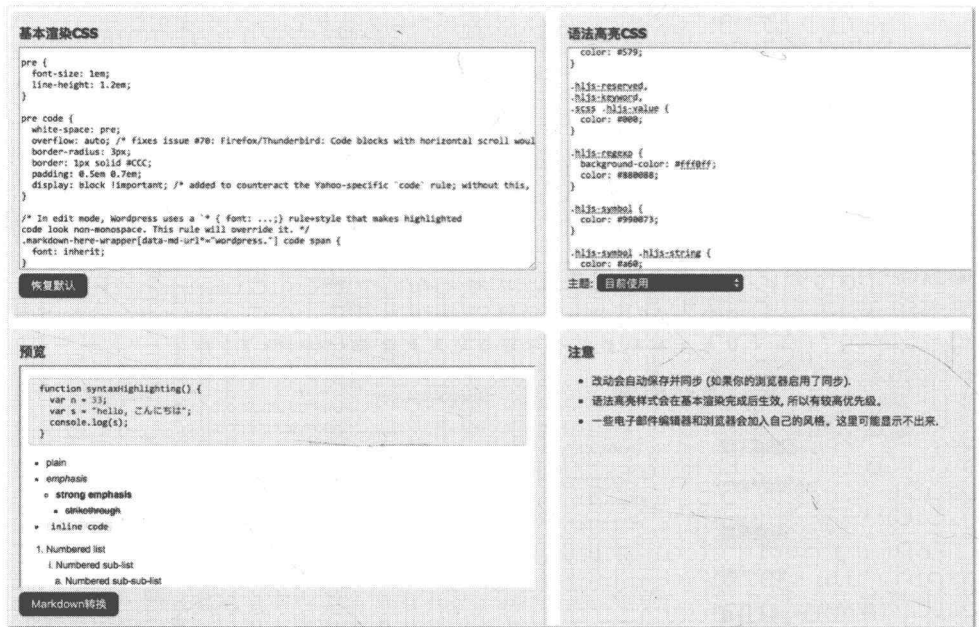 基本渲染CSS
pre {
  font-size: 1em;
  line-height: 1.2em;
}

pre code {
  white-space: pre;
  overflow: auto; /* fixes issue #70: Firefox/Thunderbird: Code blocks with horizontal scroll woul
  border-radius: 3px;
  border: 1px solid #CCC;
  padding: 0.5em 0.7em;
  display: block !important; /* added to counteract the Yahoo-specific `code` rule; without this,
}

/* In edit mode, Wordpress uses a `* { font: ...;} rule+style that makes highlighted
code look non-monospace. This rule will override it. */
.markdown-here-wrapper[data-md-url*="wordpress."] code span {
  font: inherit;
}
恢复默认
语法高亮CSS
  color: #579;
}

.hljs-reserved,
.hljs-keyword,
.scss .hljs-value {
  color: #000;
}

.hljs-regexp {
  background-color: #fff0ff;
  color: #880088;
}

.hljs-symbol {
  color: #990073;
}

.hljs-symbol .hljs-string {
  color: #a60;
主题: 目前使用
预览
function syntaxHighlighting() {
  var n = 33;
  var s = "hello, こんにちは";
  console.log(s);
}
• plain
• emphasis
○ strong emphasis
▪ strikethrough
• inline code
1. Numbered list
i. Numbered sub-list
a. Numbered sub-sub-list
Markdown转换
注意
• 改动会自动保存并同步 (如果你的浏览器启用了同步).
• 语法高亮样式会在基本渲染完成后生效, 所以有较高优先级。
• 一些电子邮件编辑器和浏览器会加入自己的风格。这里可能显示不出来.